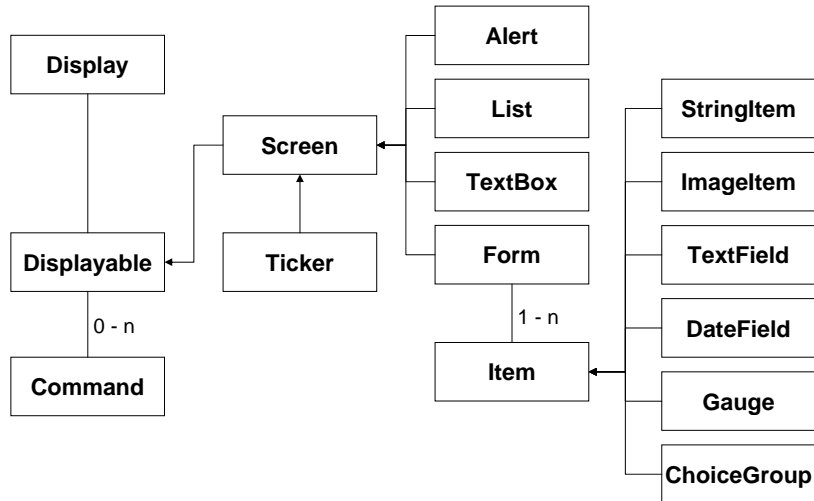 Display
Displayable
0 - n
Command
Screen
Ticker
Alert
List
TextBox
Form
1 - n
Item
StringItem
ImageItem
TextField
DateField
Gauge
ChoiceGroup